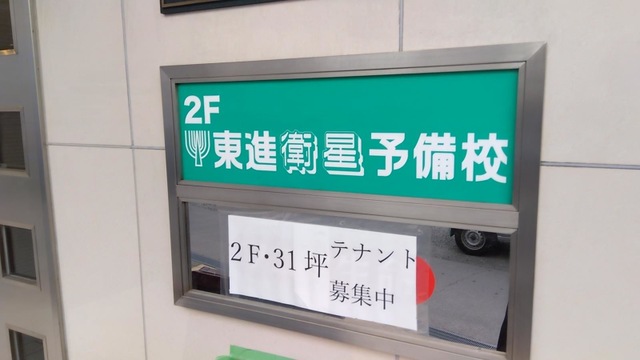 2F
東進衛星予備校
2F・31坪テナント
募集中